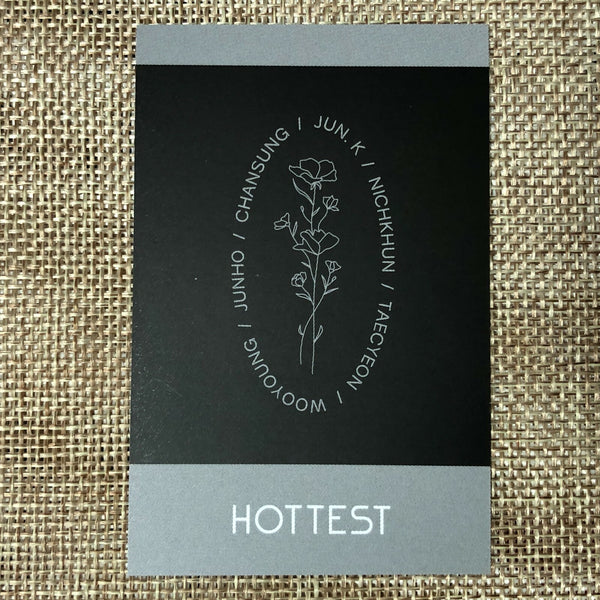 JUN. K / NICHKHUN / TAECYEON / WOOYOUNG / JUNHO / CHANSUNG /
HOTTEST